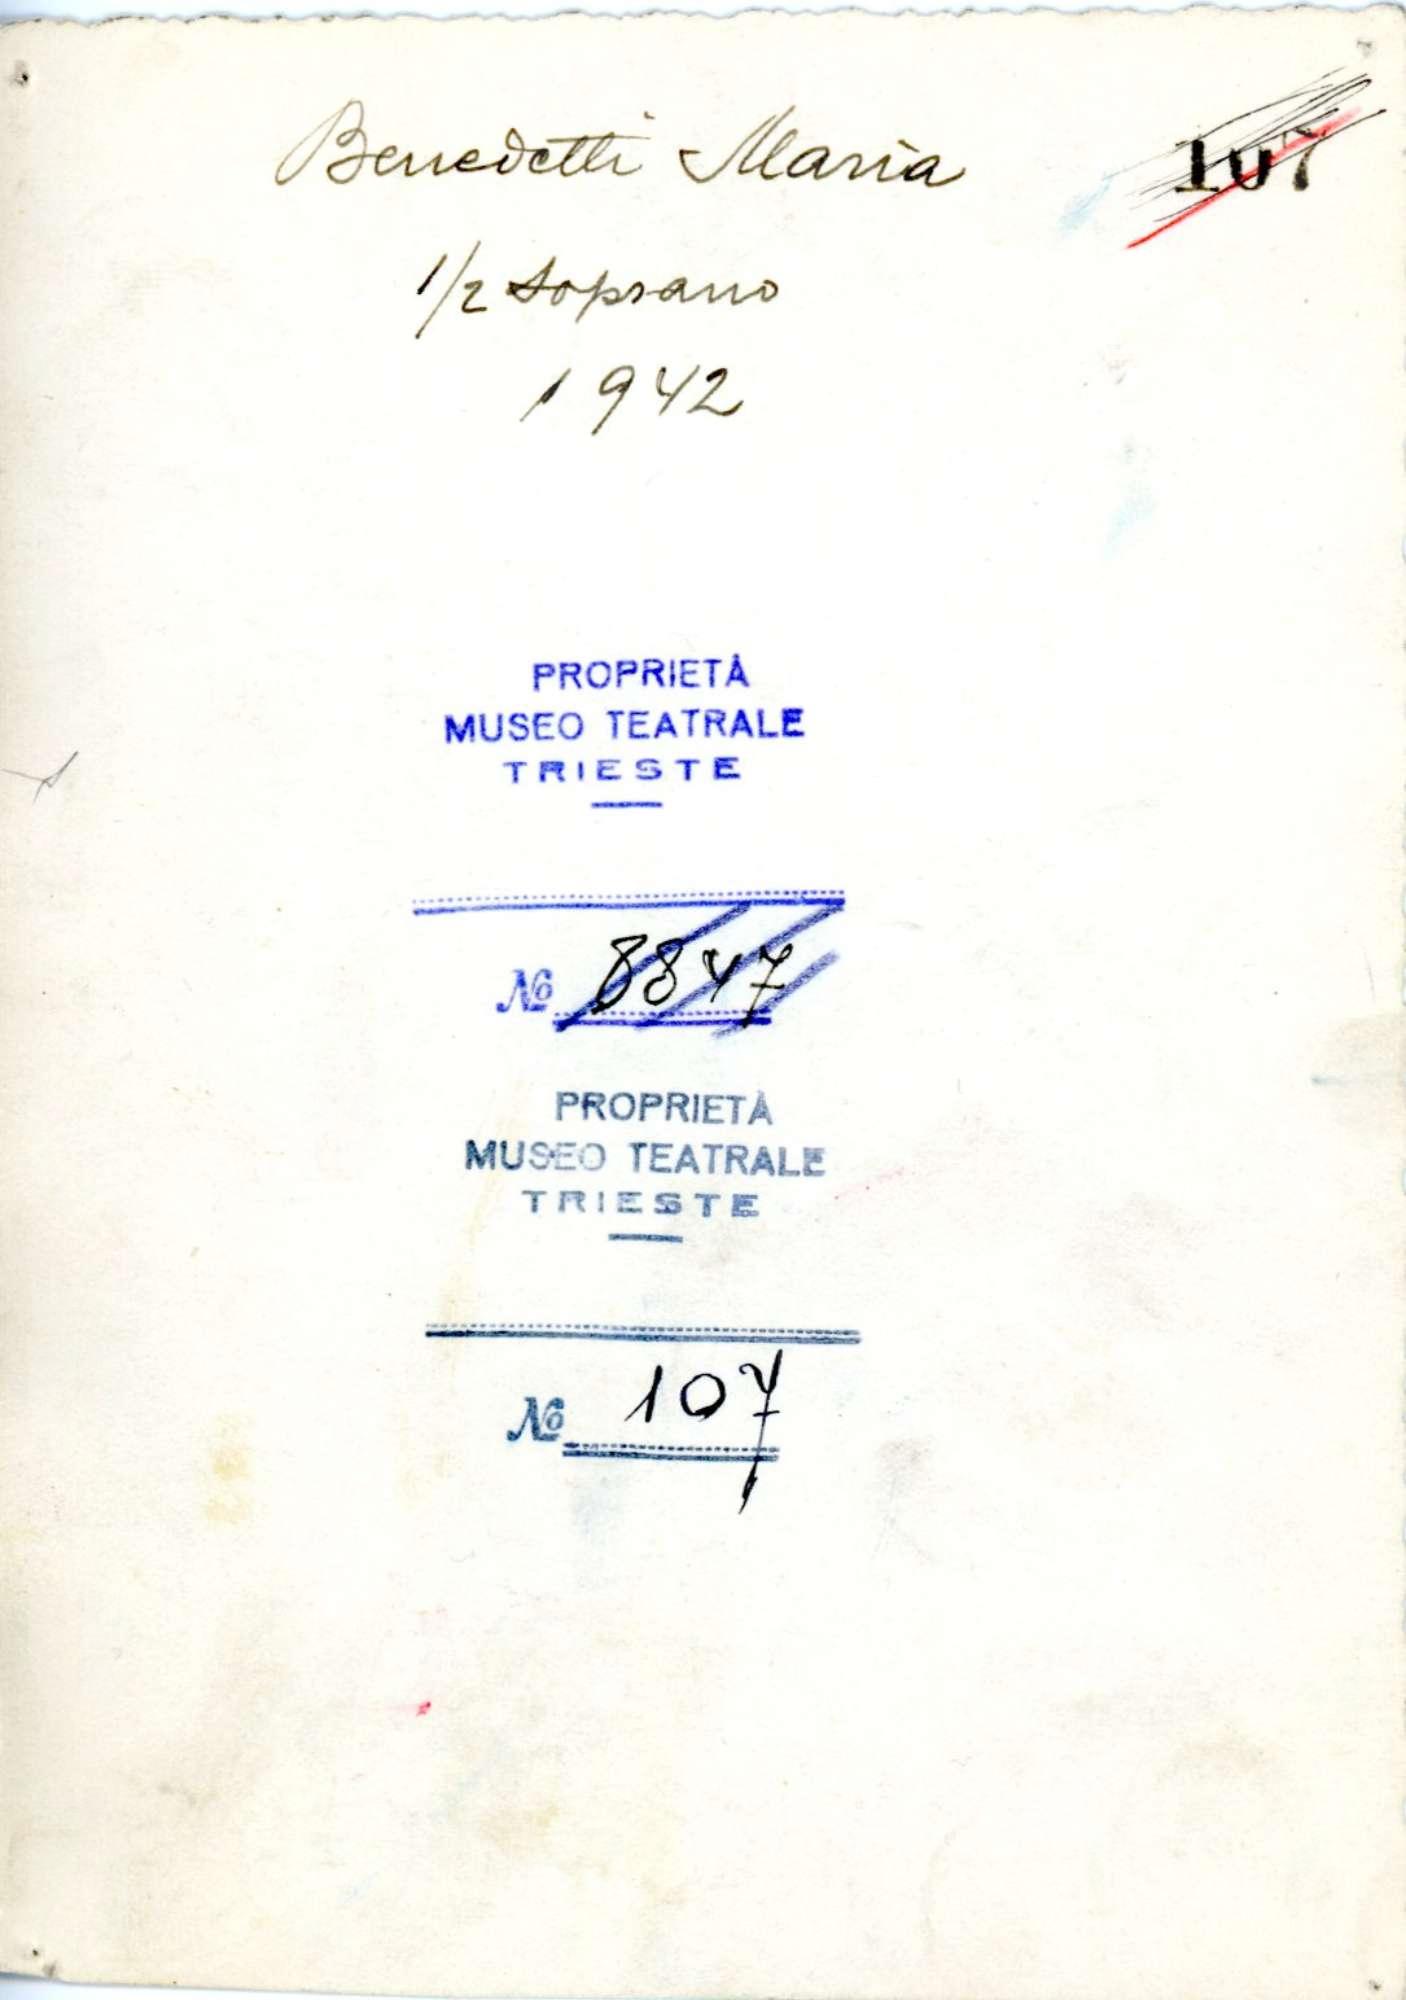 Benedetti Maria
107
1/2 soprano
1942
PROPRIETÀ
MUSEO TEATRALE
TRIESTE
No 8847
PROPRIETÀ
MUSEO TEATRALE
TRIESTE
No 107